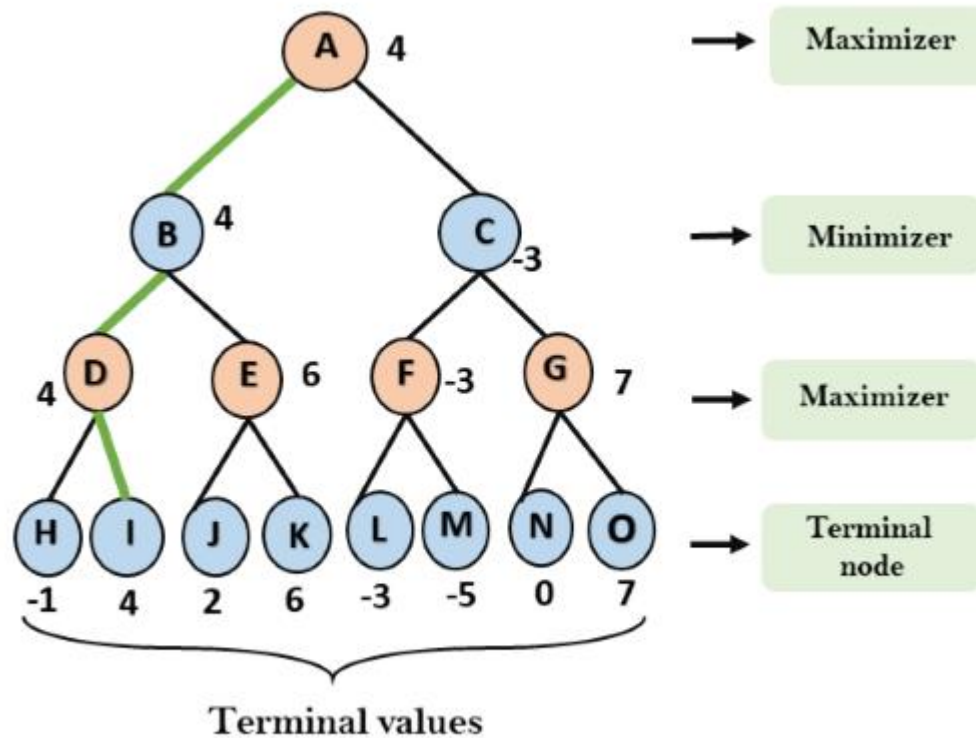 A 4 Maximizer
B 4 C -3 Minimizer
D 4 E 6 F -3 G 7 Maximizer
H I J K L M N O Terminal
node
-1 4 2 6 -3 -5 0 7
Terminal values